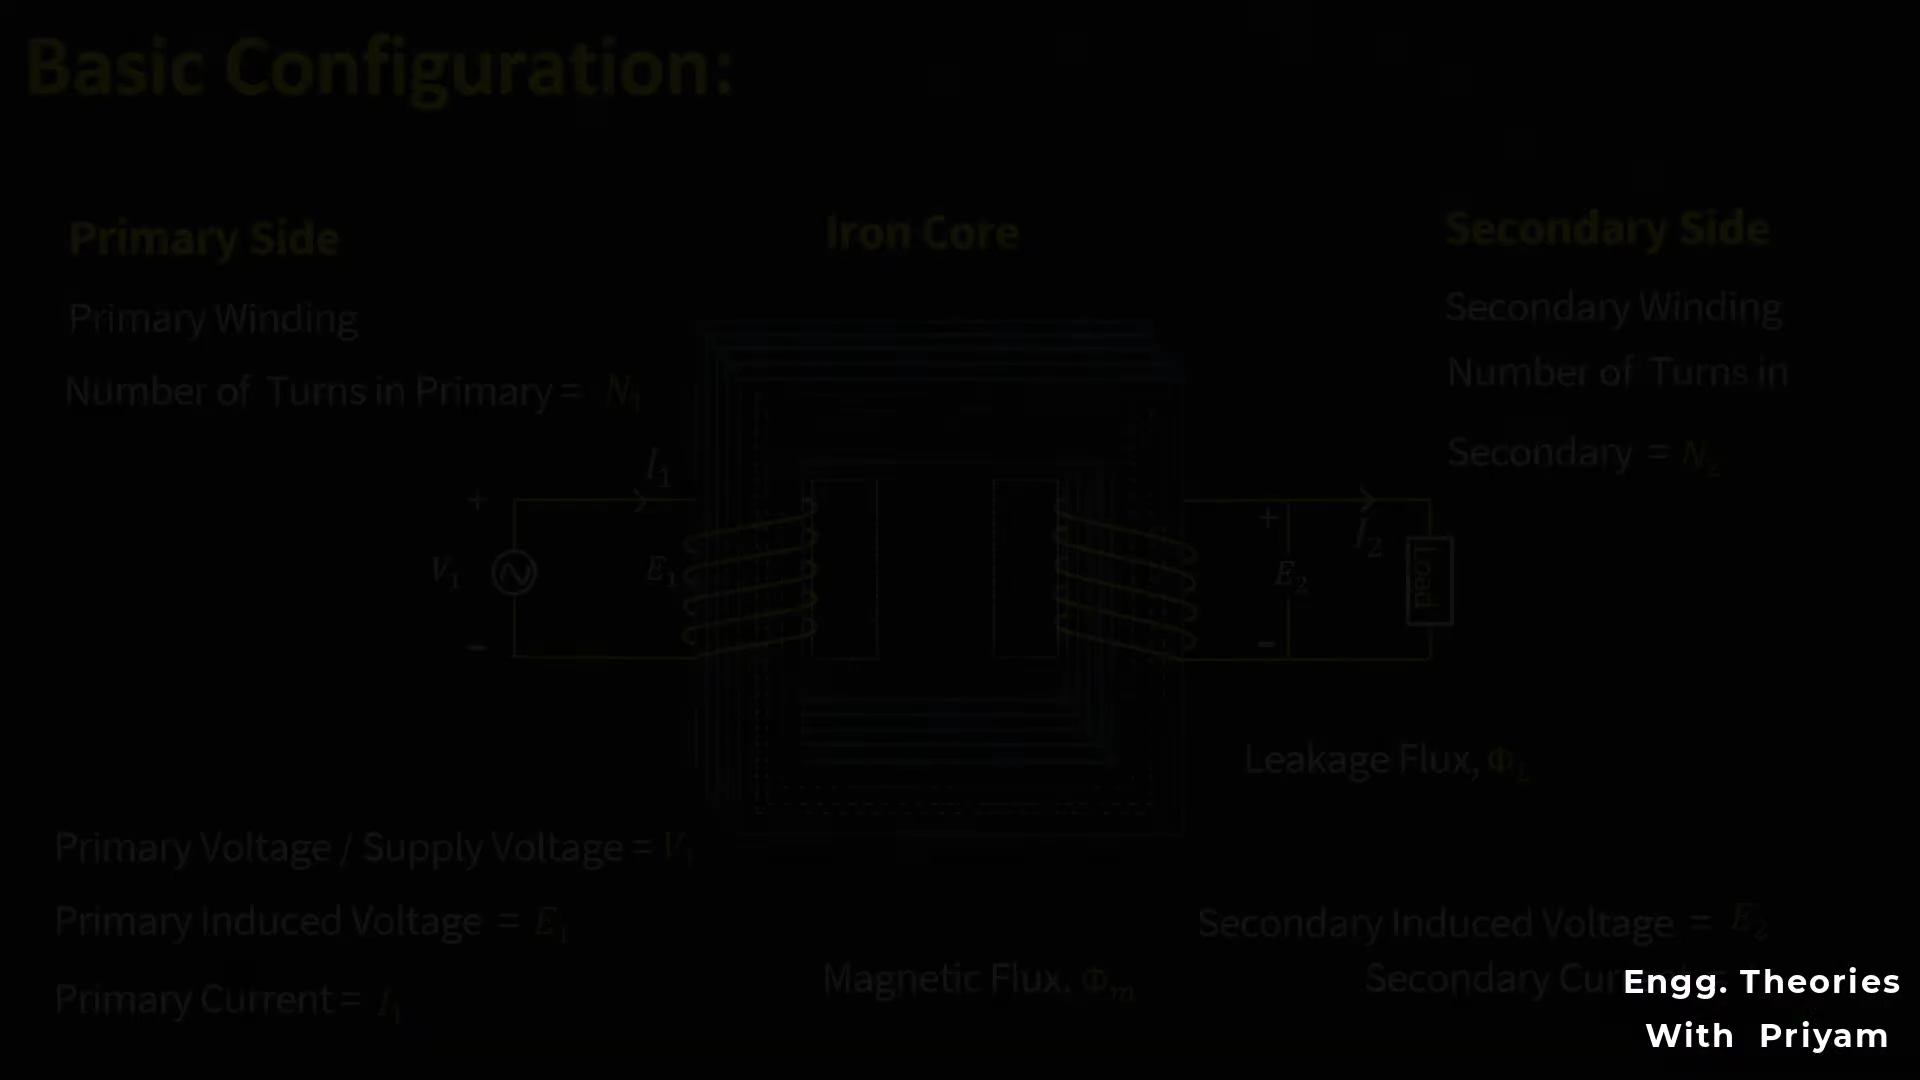 Basic Configuration:
Primary Side
Primary Winding
Number of Turns in Primary = N₁
Iron Core
Secondary Side
Secondary Winding
Number of Turns in
Secondary = N₂
I₁
+
V₁
E₁
-
+
E₂
-
I₂
Load
Leakage Flux, Φ_L
Primary Voltage / Supply Voltage = V₁
Primary Induced Voltage = E₁
Primary Current = I₁
Magnetic Flux, Φₘ
Secondary Induced Voltage = E₂
Secondary
Engg. Theories
With Priyam